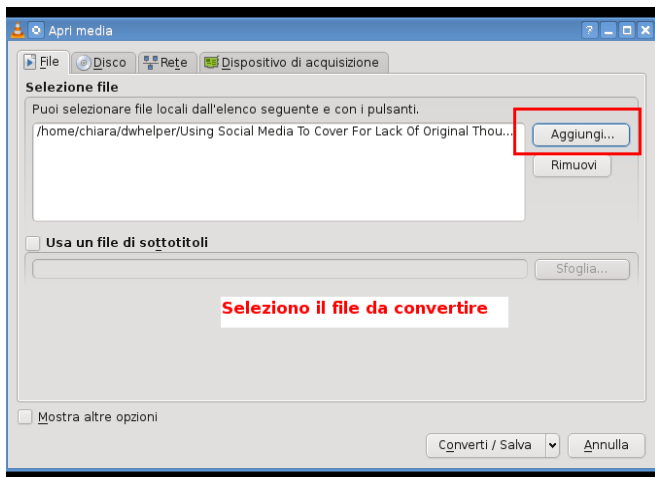 Apri media
File Disco Rete Dispositivo di acquisizione
Selezione file
Puoi selezionare file locali dall'elenco seguente e con i pulsanti.
/home/chiara/dwhelper/Using Social Media To Cover For Lack Of Original Thou...
Aggiungi...
Rimuovi
Usa un file di sottotitoli
Sfoglia...
Seleziono il file da convertire
Mostra altre opzioni
Converti / Salva
Annulla